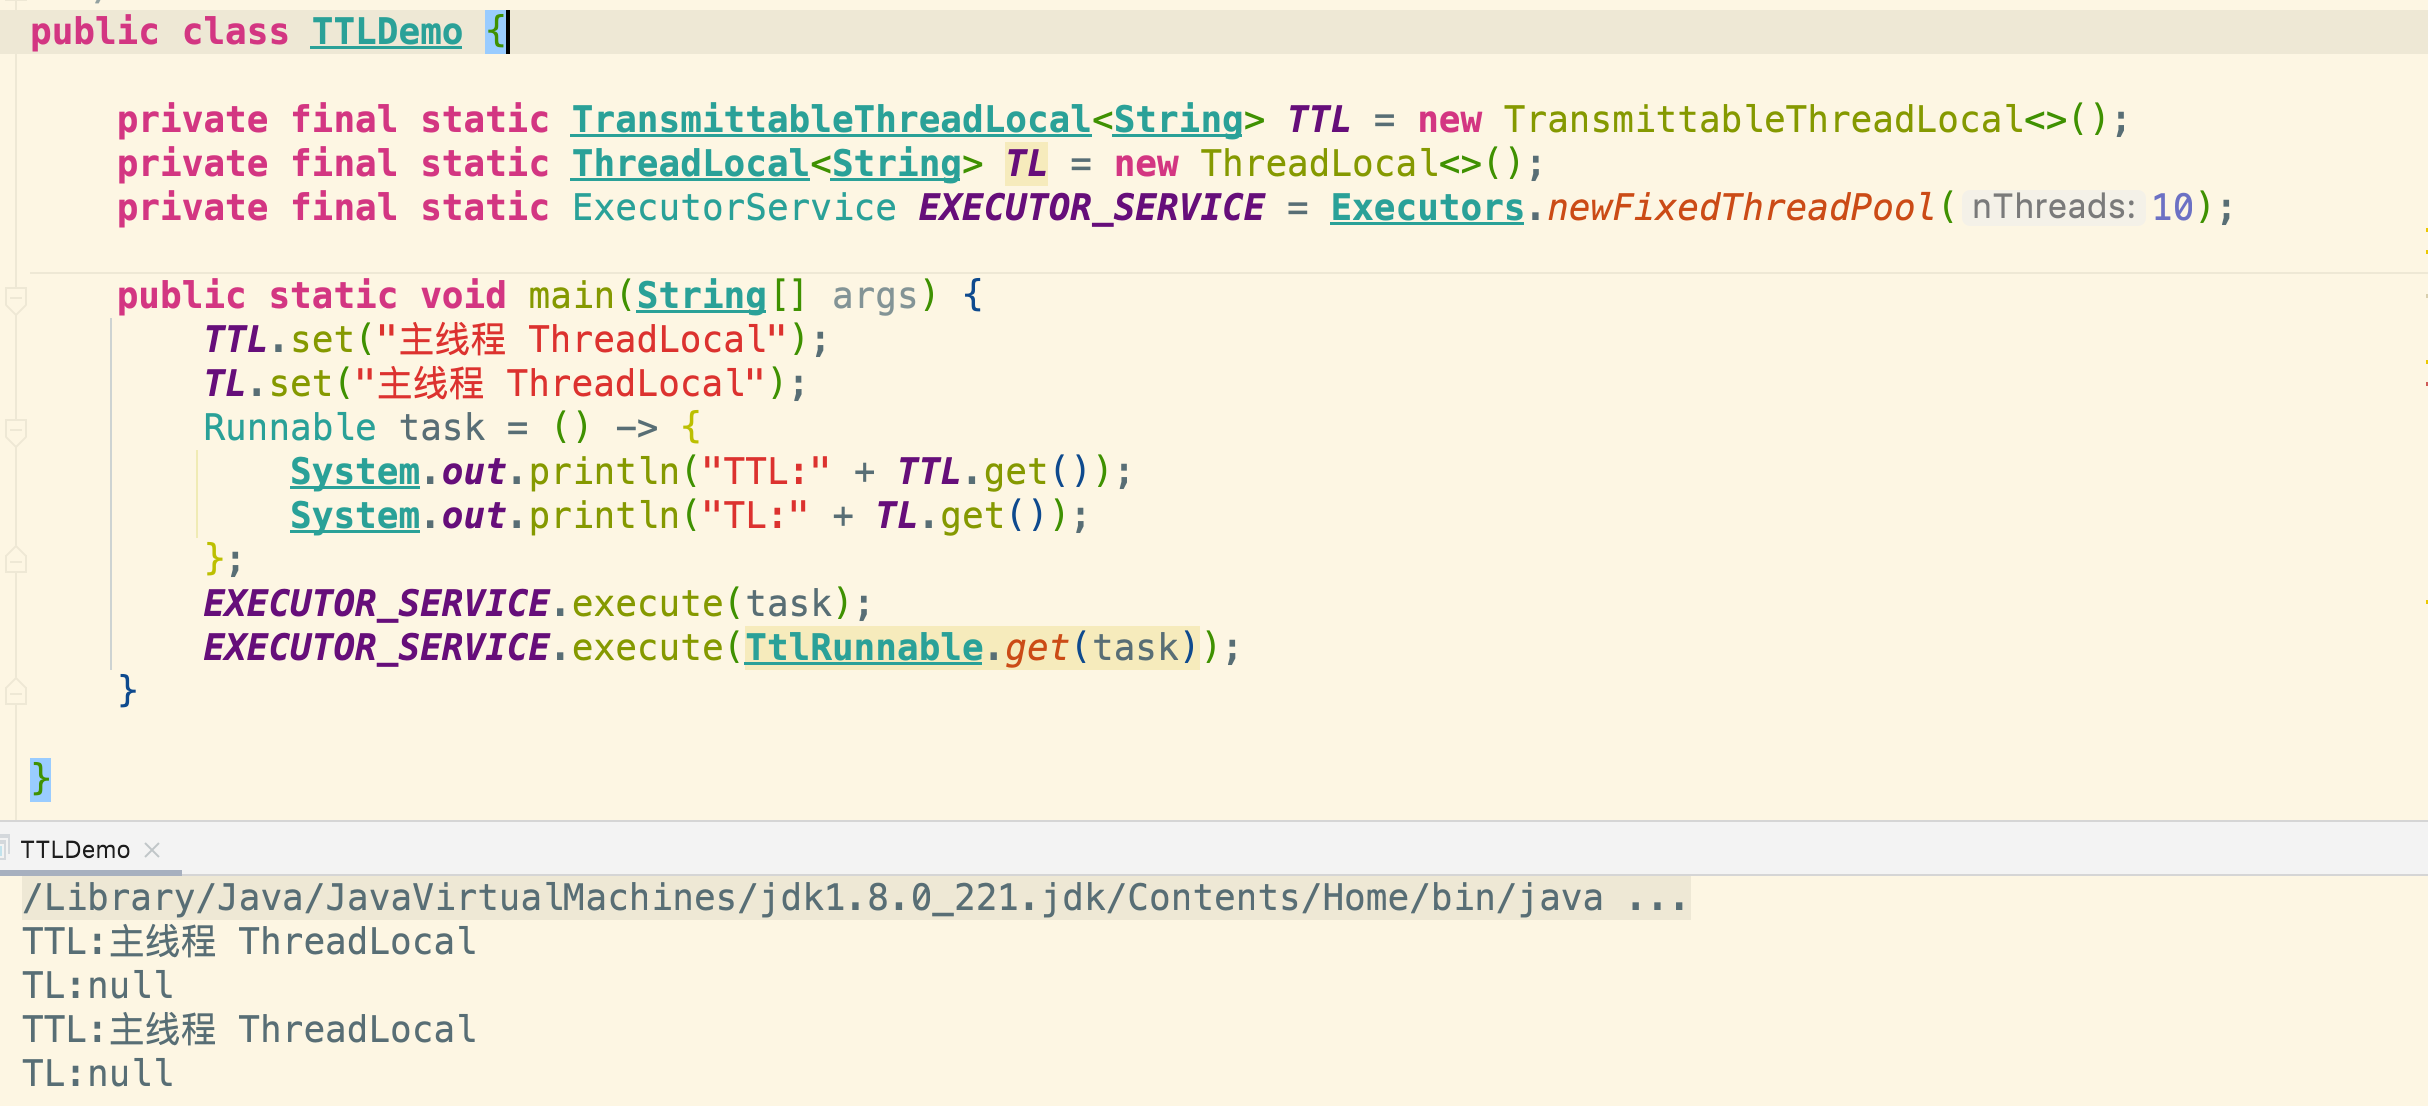 public class TTLDemo {
private final static TransmittableThreadLocal<String> TTL = new TransmittableThreadLocal<>();
private final static ThreadLocal<String> TL = new ThreadLocal<>();
private final static ExecutorService EXECUTOR_SERVICE = Executors.newFixedThreadPool( nThreads: 10);
public static void main(String[] args) {
TTL.set("主线程 ThreadLocal");
TL.set("主线程 ThreadLocal");
Runnable task = () -> {
System.out.println("TTL:" + TTL.get());
System.out.println("TL:" + TL.get());
};
EXECUTOR_SERVICE.execute(task);
EXECUTOR_SERVICE.execute(TtlRunnable.get(task));
}
}
TTLDemo ×
/Library/Java/JavaVirtualMachines/jdk1.8.0_221.jdk/Contents/Home/bin/java ...
TTL:主线程 ThreadLocal
TL:null
TTL:主线程 ThreadLocal
TL:null